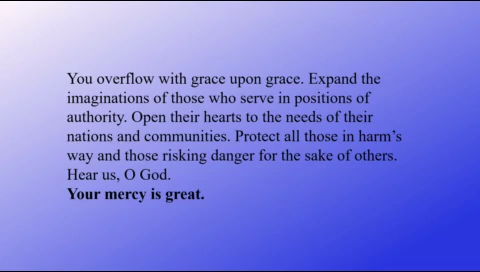 You overflow with grace upon grace. Expand the
imaginations of those who serve in positions of
authority. Open their hearts to the needs of their
nations and communities. Protect all those in harm’s
way and those risking danger for the sake of others.
Hear us, O God.
Your mercy is great.